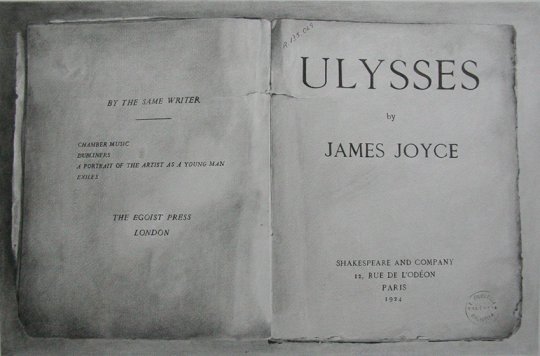 BY THE SAME WRITER
CHAMBER MUSIC
DUBLINERS
A PORTRAIT OF THE ARTIST AS A YOUNG MAN
EXILES
THE EGOIST PRESS
LONDON
ULYSSES
by
JAMES JOYCE
SHAKESPEARE AND COMPANY
12, RUE DE L'ODÉON
PARIS
1924